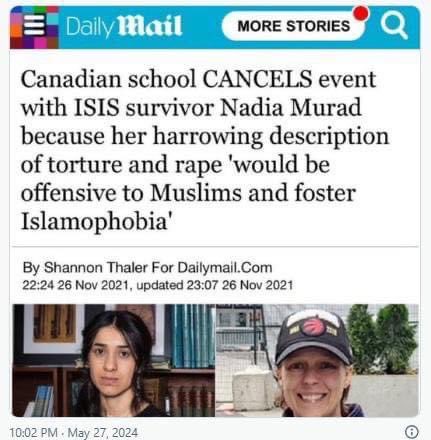 Daily Mail
MORE STORIES
Canadian school CANCELS event
with ISIS survivor Nadia Murad
because her harrowing description
of torture and rape 'would be
offensive to Muslims and foster
Islamophobia'
By Shannon Thaler For Dailymail.Com
22:24 26 Nov 2021, updated 23:07 26 Nov 2021
10:02 PM · May 27, 2024